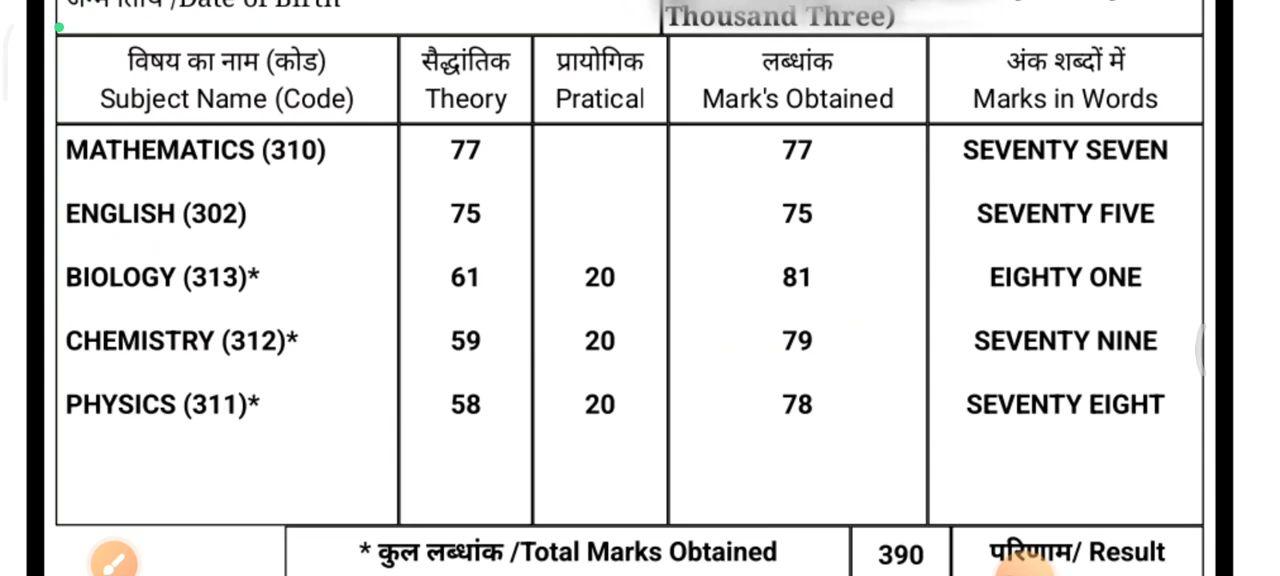 जन्म तिथि /Date of Birth
Thousand Three)
विषय का नाम (कोड) सैद्धांतिक प्रायोगिक लब्धांक अंक शब्दों में
Subject Name (Code) Theory Pratical Mark's Obtained Marks in Words
MATHEMATICS (310) 77 77 SEVENTY SEVEN
ENGLISH (302) 75 75 SEVENTY FIVE
BIOLOGY (313)* 61 20 81 EIGHTY ONE
CHEMISTRY (312)* 59 20 79 SEVENTY NINE
PHYSICS (311)* 58 20 78 SEVENTY EIGHT
* कुल लब्धांक /Total Marks Obtained 390 परिणाम/ Result